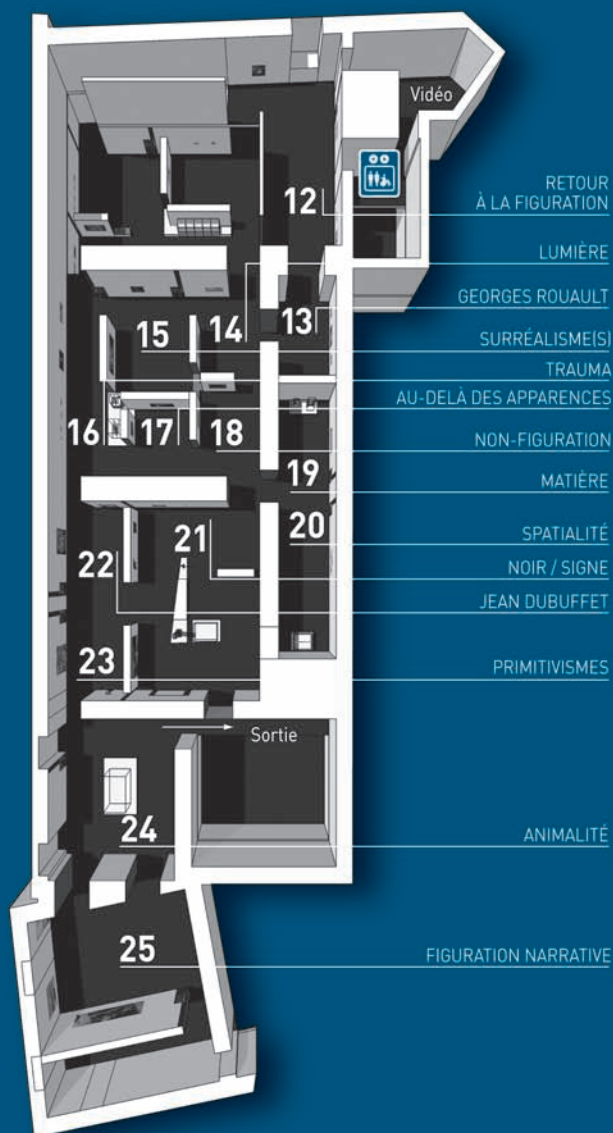 Vidéo
12
RETOUR
À LA FIGURATION
LUMIÈRE
14
13
GEORGES ROUAULT
15
SURRÉALISME(S)
TRAUMA
AU-DELÀ DES APPARENCES
16
17
18
NON-FIGURATION
19
MATIÈRE
20
SPATIALITÉ
21
NOIR / SIGNE
22
JEAN DUBUFFET
23
PRIMITIVISMES
Sortie
24
ANIMALITÉ
25
FIGURATION NARRATIVE